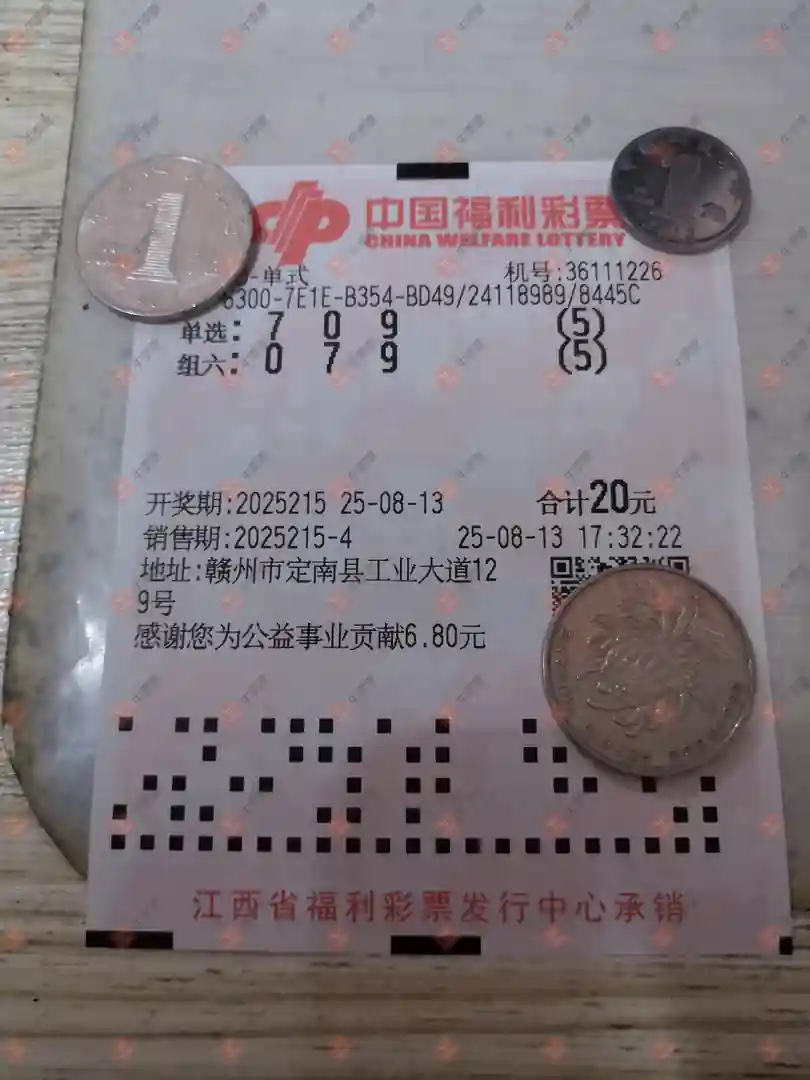 中国福利彩票
CHINA WELFARE LOTTERY
-单式 机号:36111226
6300-7E1E-B354-BD49/24118989/8445C
单选: 7 0 9 (5)
组六: 0 7 9 (5)
开奖期:2025215 25-08-13 合计20元
销售期:2025215-4 25-08-13 17:32:22
地址:赣州市定南县工业大道12
9号
感谢您为公益事业贡献6.80元
江西省福利彩票发行中心承销
1
1